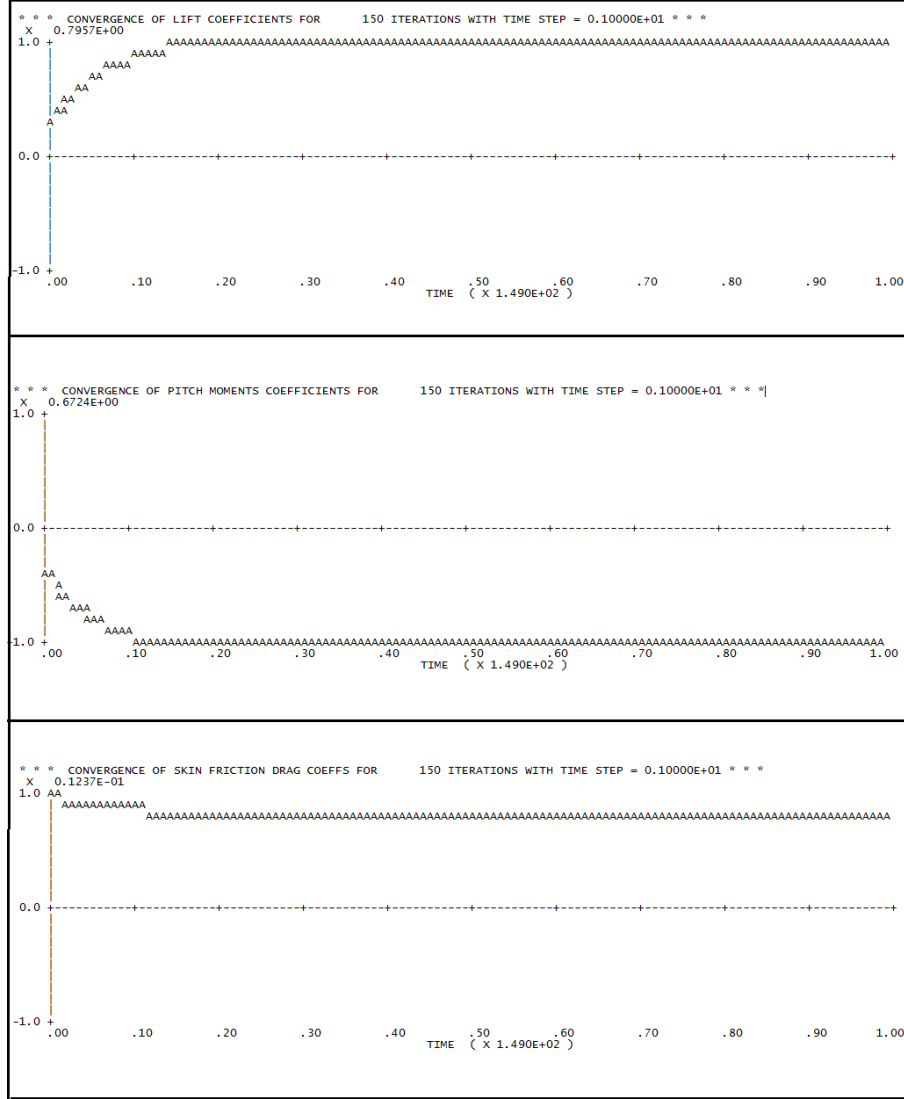 * * * CONVERGENCE OF LIFT COEFFICIENTS FOR 150 ITERATIONS WITH TIME STEP = 0.10000E+01 * * *
X 0.7957E+00
1.0 + AAAAAAAAAAAAAAAAAAAAAAAAAAAAAAAAAAAAAAAAAAAAAAAAAAAAAAAAAAAAAAAAAAAAAAAAAAAAAAAAAAAAAAAAAAAAAAAAAAAAAAA
| AAAAA
| AAAA
| AA
| AA
| AA
|AA
A
|
|
0.0 +---------+---------+---------+---------+---------+---------+---------+---------+---------+---------+
|
|
|
|
|
|
|
|
|
-1.0 +
.00 .10 .20 .30 .40 .50 .60 .70 .80 .90 1.00
TIME ( X 1.490E+02 )
* * * CONVERGENCE OF PITCH MOMENTS COEFFICIENTS FOR 150 ITERATIONS WITH TIME STEP = 0.10000E+01 * * *|
X 0.6724E+00
1.0 +
|
|
|
|
|
|
|
|
|
0.0 +---------+---------+---------+---------+---------+---------+---------+---------+---------+---------+
|
|
|
AA
| A
| AA
| AAA
| AAA
| AAAA
-1.0 + AAAAAAAAAAAAAAAAAAAAAAAAAAAAAAAAAAAAAAAAAAAAAAAAAAAAAAAAAAAAAAAAAAAAAAAAAAAAAAAAAAAAAAAAAAAAAAAAAAAAAAAAAAA
.00 .10 .20 .30 .40 .50 .60 .70 .80 .90 1.00
TIME ( X 1.490E+02 )
* * * CONVERGENCE OF SKIN FRICTION DRAG COEFFS FOR 150 ITERATIONS WITH TIME STEP = 0.10000E+01 * * *
X 0.1237E-01
1.0 AA
| AAAAAAAAAAAA
| AAAAAAAAAAAAAAAAAAAAAAAAAAAAAAAAAAAAAAAAAAAAAAAAAAAAAAAAAAAAAAAAAAAAAAAAAAAAAAAAAAAAAAAAAAAAAAAAAAAAAAAAAA
|
|
|
|
|
|
|
0.0 +---------+---------+---------+---------+---------+---------+---------+---------+---------+---------+
|
|
|
|
|
|
|
|
|
-1.0 +
.00 .10 .20 .30 .40 .50 .60 .70 .80 .90 1.00
TIME ( X 1.490E+02 )